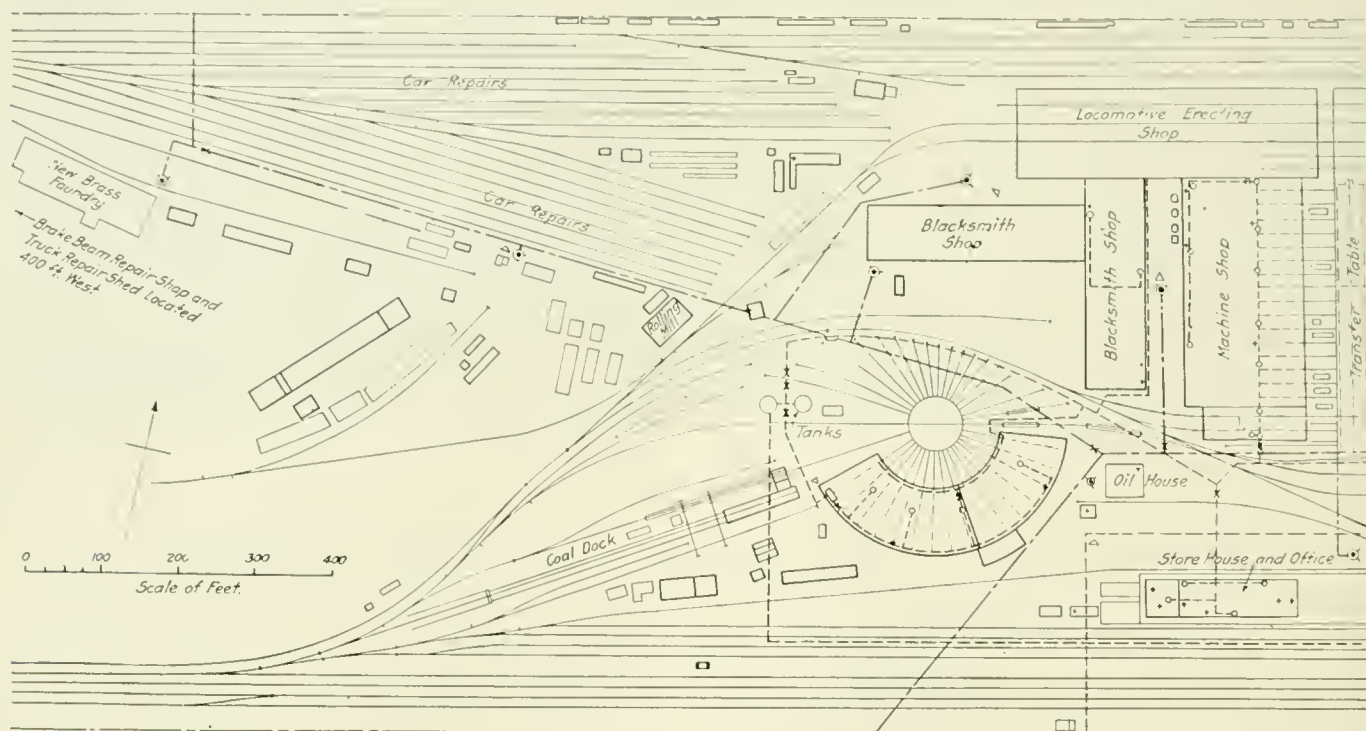 Car Repairs
Locomotive Erecting
Shop
New Brass
Foundry
Brake Beam Repair Shop and
Truck Repair Shed Located
400 ft. West.
Car Repairs
Rolling
Mill
Blacksmith
Shop
Blacksmith Shop
Machine Shop
Transfer Table
Tanks
Oil House
Coal Dock
Store House and Office
0 100 200 300 400
Scale of Feet.